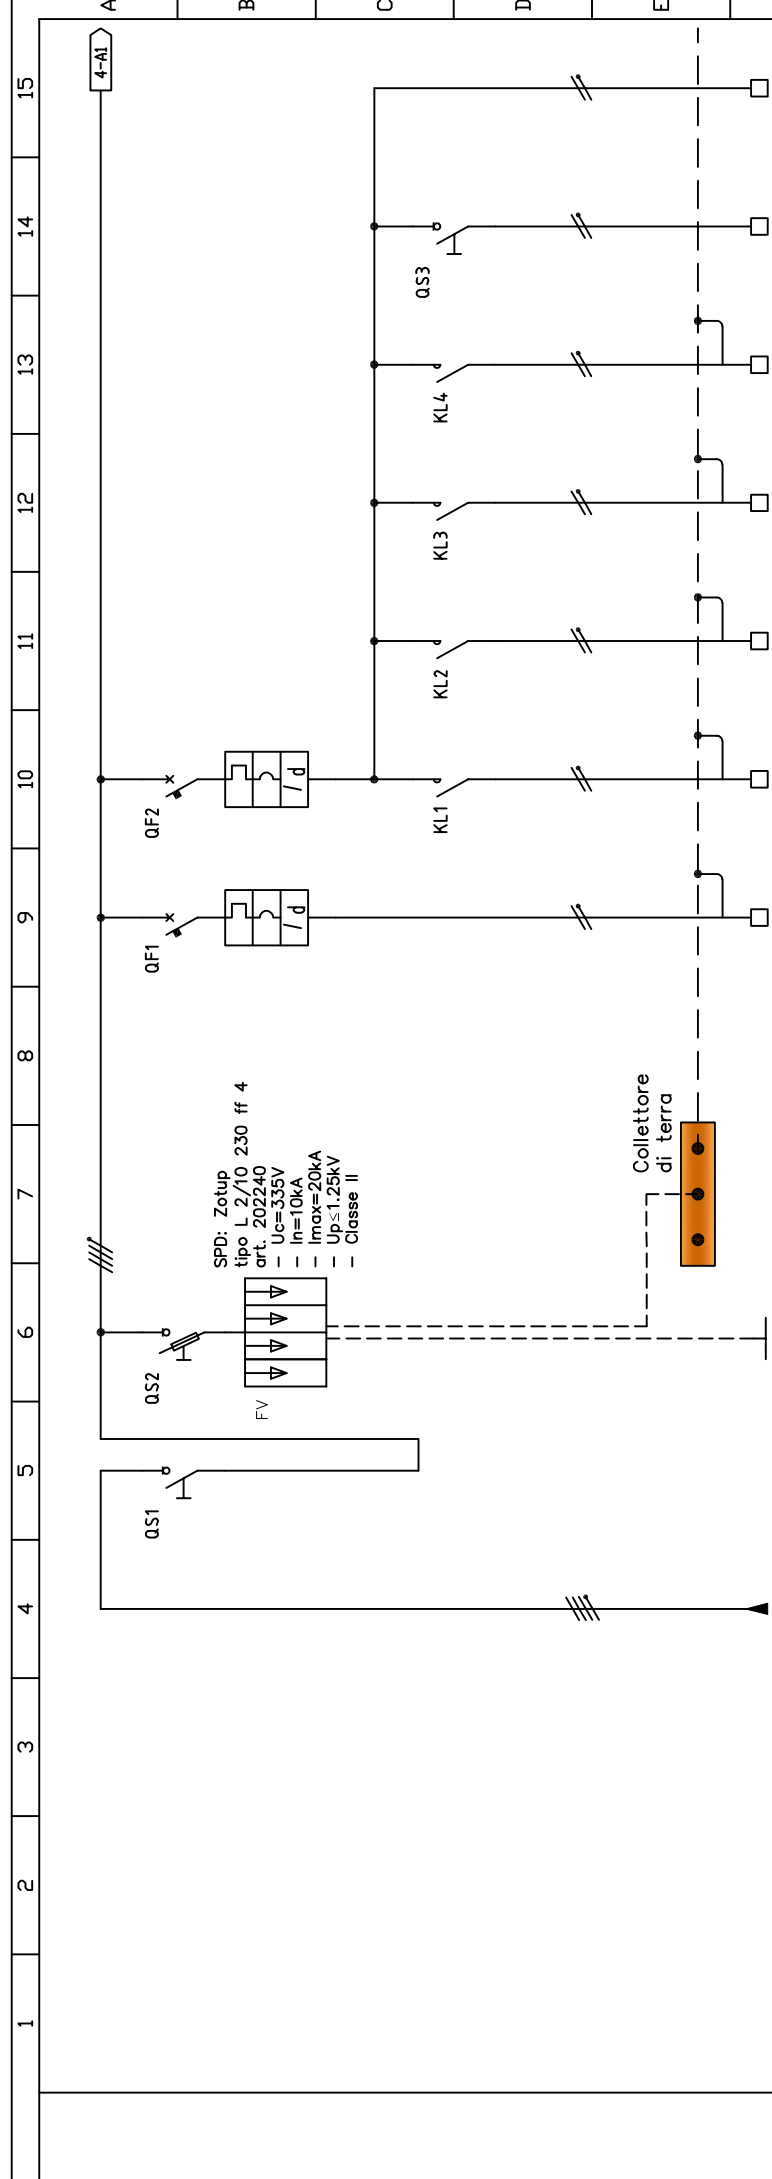 1
2
3
4
5
6
7
8
9
10
11
12
13
14
15
A
B
C
D
E
4-A1
QS1
QS2
FV
SPD: Zotup
tipo L 2/10 230 ff 4
art. 202240
- Uc=335V
- In=10kA
- Imax=20kA
- Up≤1.25kV
- Classe II
Collettore
di terra
QF1
/d
QF2
/d
KL1
KL2
KL3
KL4
QS3